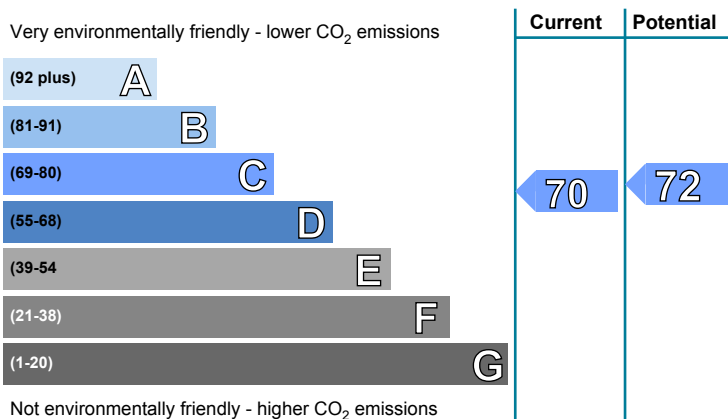 Current Potential
Very environmentally friendly - lower CO2 emissions
(92 plus) A
(81-91) B
(69-80) C
70 72
(55-68) D
(39-54 E
(21-38) F
(1-20) G
Not environmentally friendly - higher CO2 emissions